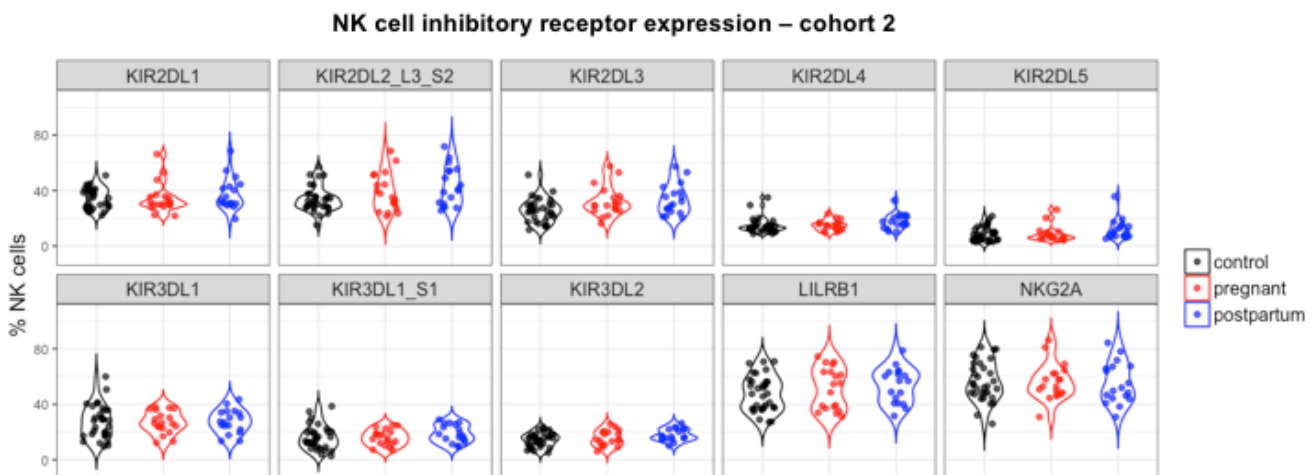 NK cell inhibitory receptor expression – cohort 2
KIR2DL1 KIR2DL2_L3_S2 KIR2DL3 KIR2DL4 KIR2DL5
80
40
0
KIR3DL1 KIR3DL1_S1 KIR3DL2 LILRB1 NKG2A
80
40
0
% NK cells
control
pregnant
postpartum